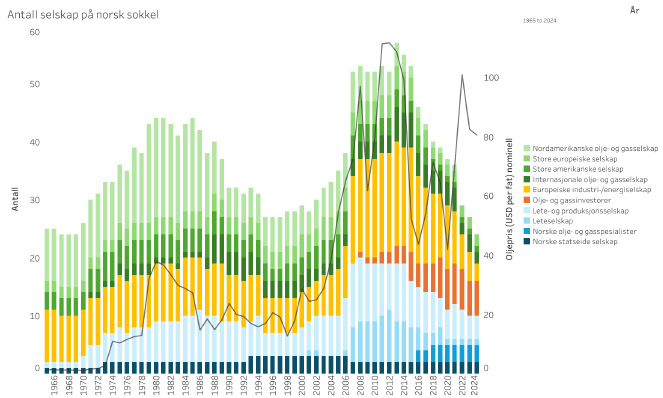 Antall selskap på norsk sokkel
År
1965 to 2024
Antall
60
50
40
30
20
10
0
Oljepris (USD per fat) nominell
100
80
60
40
20
0
Nordamerikanske olje- og gasselskap
Store europeiske selskap
Store amerikanske selskap
Internasjonale olje- og gasselskap
Europeiske industri-/energiselskap
Olje- og gassinvestorer
Lete- og produksjonsselskap
Leteselskap
Norske olje- og gasspesialister
Norske statseide selskap
1966 1968 1970 1972 1974 1976 1978 1980 1982 1984 1986 1988 1990 1992 1994 1996 1998 2000 2002 2004 2006 2008 2010 2012 2014 2016 2018 2020 2022 2024